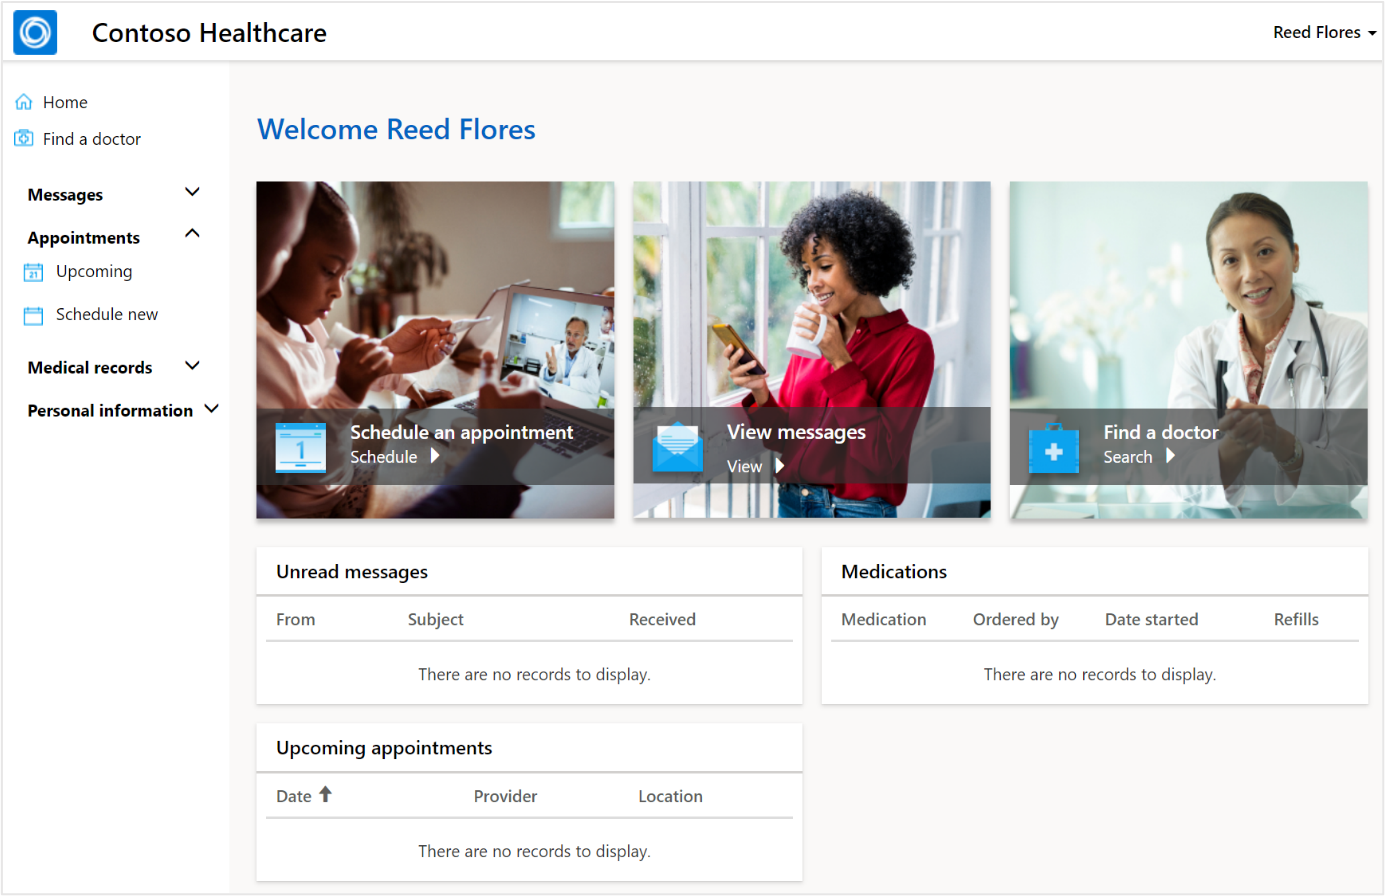 Contoso Healthcare
Reed Flores
Home
Find a doctor
Messages
Appointments
21
Upcoming
Schedule new
Medical records
Personal information
Welcome Reed Flores
1
Schedule an appointment
Schedule
View messages
View
Find a doctor
Search
Unread messages
From Subject Received
There are no records to display.
Medications
Medication Ordered by Date started Refills
There are no records to display.
Upcoming appointments
Date Provider Location
There are no records to display.